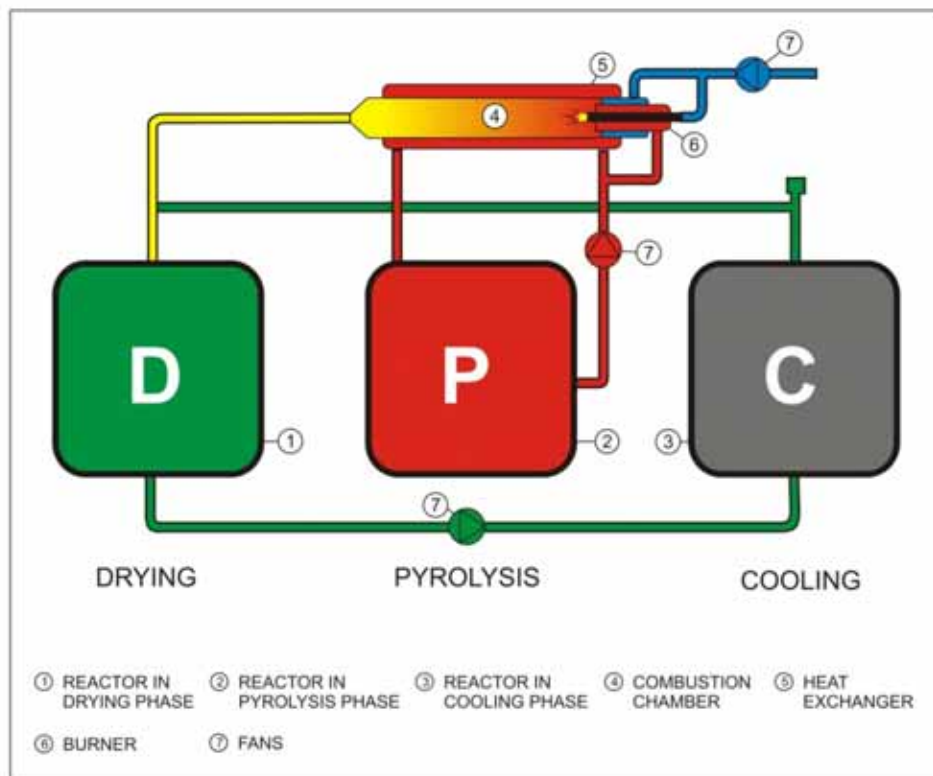 ⑦
⑤
④
⑥
⑦
D
P
C
①
②
③
⑦
DRYING
PYROLYSIS
COOLING
① REACTOR IN
DRYING PHASE
② REACTOR IN
PYROLYSIS PHASE
③ REACTOR IN
COOLING PHASE
④ COMBUSTION
CHAMBER
⑤ HEAT
EXCHANGER
⑥ BURNER
⑦ FANS